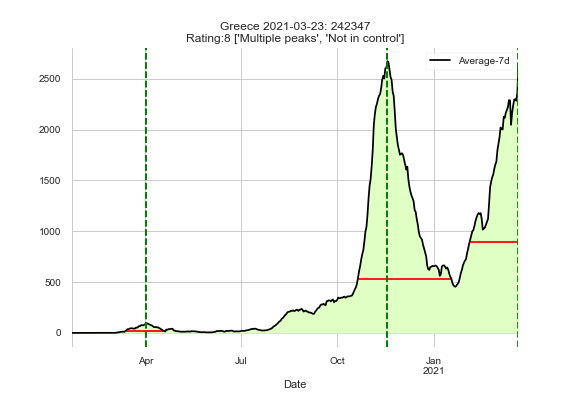 Greece 2021-03-23: 242347
Rating:8 ['Multiple peaks', 'Not in control']
Average-7d
2500
2000
1500
1000
500
0
Apr
Jul
Oct
Jan
2021
Date